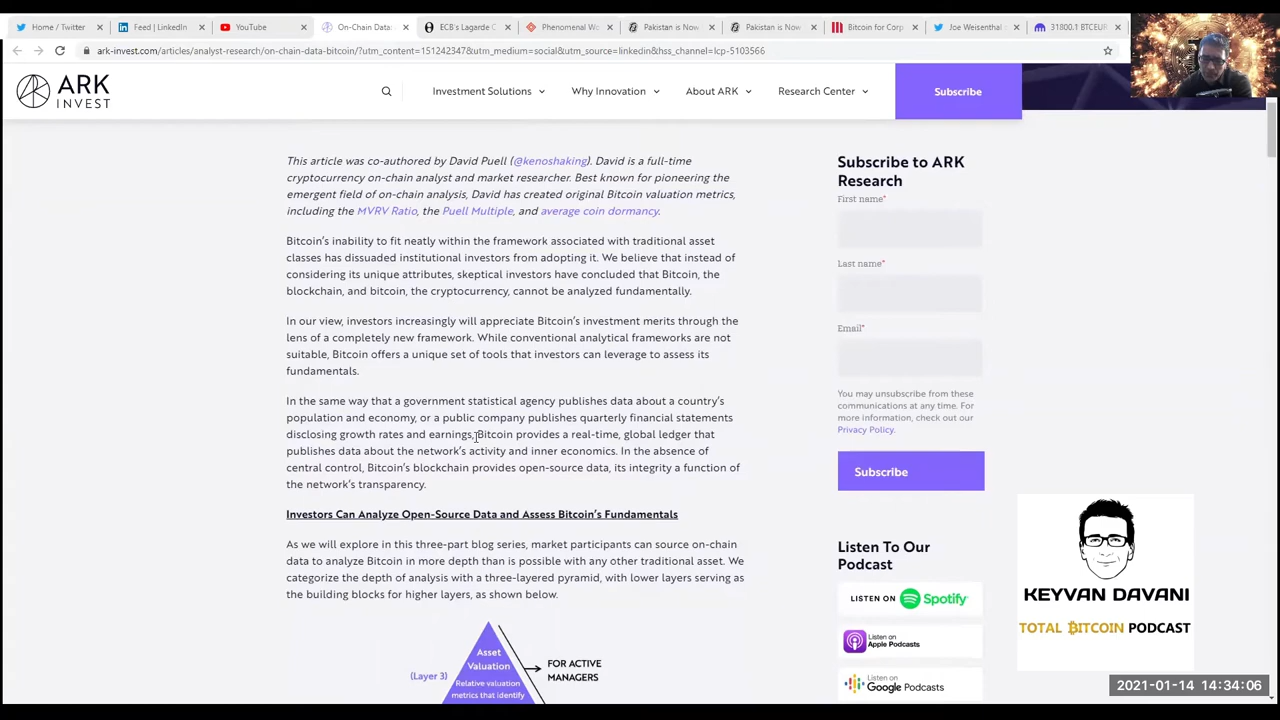 Home / Twitter
Feed | LinkedIn
YouTube
On-Chain Data:
ECB's Lagarde C
Phenomenal Wo
Pakistan is Now
Pakistan is Now
Bitcoin for Corp
Joe Weisenthal
31800.1 BTCEUR
ark-invest.com/articles/analyst-research/on-chain-data-bitcoin/?utm_content=151242347&utm_medium=social&utm_source=linkedin&hss_channel=lcp-5103566
ARK
INVEST
Investment Solutions
Why Innovation
About ARK
Research Center
Subscribe
This article was co-authored by David Puell (@kenoshaking). David is a full-time
cryptocurrency on-chain analyst and market researcher. Best known for pioneering the
emergent field of on-chain analysis, David has created original Bitcoin valuation metrics,
including the MVRV Ratio, the Puell Multiple, and average coin dormancy.
Bitcoin's inability to fit neatly within the framework associated with traditional asset
classes has dissuaded institutional investors from adopting it. We believe that instead of
considering its unique attributes, skeptical investors have concluded that Bitcoin, the
blockchain, and bitcoin, the cryptocurrency, cannot be analyzed fundamentally.
In our view, investors increasingly will appreciate Bitcoin's investment merits through the
lens of a completely new framework. While conventional analytical frameworks are not
suitable, Bitcoin offers a unique set of tools that investors can leverage to assess its
fundamentals.
In the same way that a government statistical agency publishes data about a country's
population and economy, or a public company publishes quarterly financial statements
disclosing growth rates and earnings, Bitcoin provides a real-time, global ledger that
publishes data about the network's activity and inner economics. In the absence of
central control, Bitcoin's blockchain provides open-source data, its integrity a function of
the network's transparency.
Investors Can Analyze Open-Source Data and Assess Bitcoin's Fundamentals
As we will explore in this three-part blog series, market participants can source on-chain
data to analyze Bitcoin in more depth than is possible with any other traditional asset. We
categorize the depth of analysis with a three-layered pyramid, with lower layers serving as
the building blocks for higher layers, as shown below.
Asset
Valuation
(Layer 3)
Relative valuation
metrics that identify
FOR ACTIVE
MANAGERS
Subscribe to ARK
Research
First name*
Last name*
Email*
You may unsubscribe from these
communications at any time. For
more information, check out our
Privacy Policy.
Subscribe
Listen To Our
Podcast
LISTEN ON Spotify
Listen on
Apple Podcasts
Listen on
Google Podcasts
KEYVAN DAVANI
TOTAL BITCOIN PODCAST
2021-01-14 14:34:06